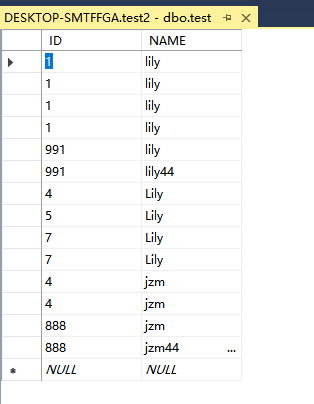 DESKTOP-SMTFFGA.test2 - dbo.test
ID NAME
1 lily
1 lily
1 lily
1 lily
991 lily
991 lily44
4 Lily
5 Lily
7 Lily
7 Lily
4 jzm
4 jzm
888 jzm
888 jzm44 ...
NULL NULL